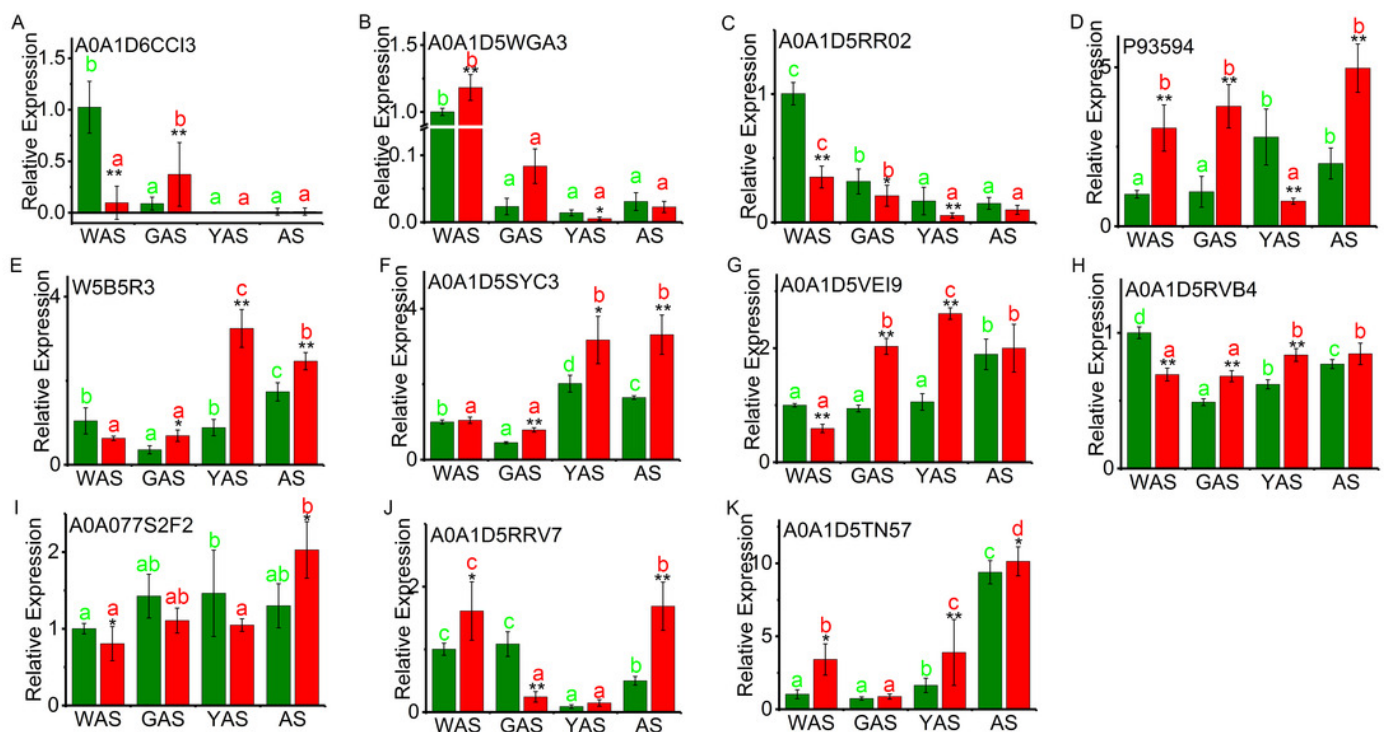 A
A0A1D6CCI3
Relative Expression
1.5
1.0
0.5
0.0
b
a
**
a
b
**
a
a
a
a
WAS GAS YAS AS
B
A0A1D5WGA3
Relative Expression
1.5
1.0
0.1
0.0
b
b
**
a
a
a
a
*
a
a
WAS GAS YAS AS
C
A0A1D5RR02
Relative Expression
1
0
c
c
**
b
b
*
a
a
**
a
a
WAS GAS YAS AS
D
P93594
Relative Expression
5
0
a
b
**
a
b
**
b
a
**
b
b
**
WAS GAS YAS AS
E
W5B5R3
Relative Expression
4
0
b
a
a
a
*
b
c
**
c
b
**
WAS GAS YAS AS
F
A0A1D5SYC3
Relative Expression
4
0
b
a
a
a
**
d
b
*
c
b
**
WAS GAS YAS AS
G
A0A1D5VEI9
Relative Expression
2
1
0
a
a
**
a
b
**
a
c
**
b
b
WAS GAS YAS AS
H
A0A1D5RVB4
Relative Expression
1
0
d
a
**
a
a
**
b
b
**
c
b
WAS GAS YAS AS
I
A0A077S2F2
Relative Expression
2
1
0
a
a
*
ab
ab
b
a
ab
b
*
WAS GAS YAS AS
J
A0A1D5RRV7
Relative Expression
2
0
c
c
*
c
a
**
a
a
b
b
**
WAS GAS YAS AS
K
A0A1D5TN57
Relative Expression
10
5
0
a
b
*
a
a
b
c
**
c
d
*
WAS GAS YAS AS